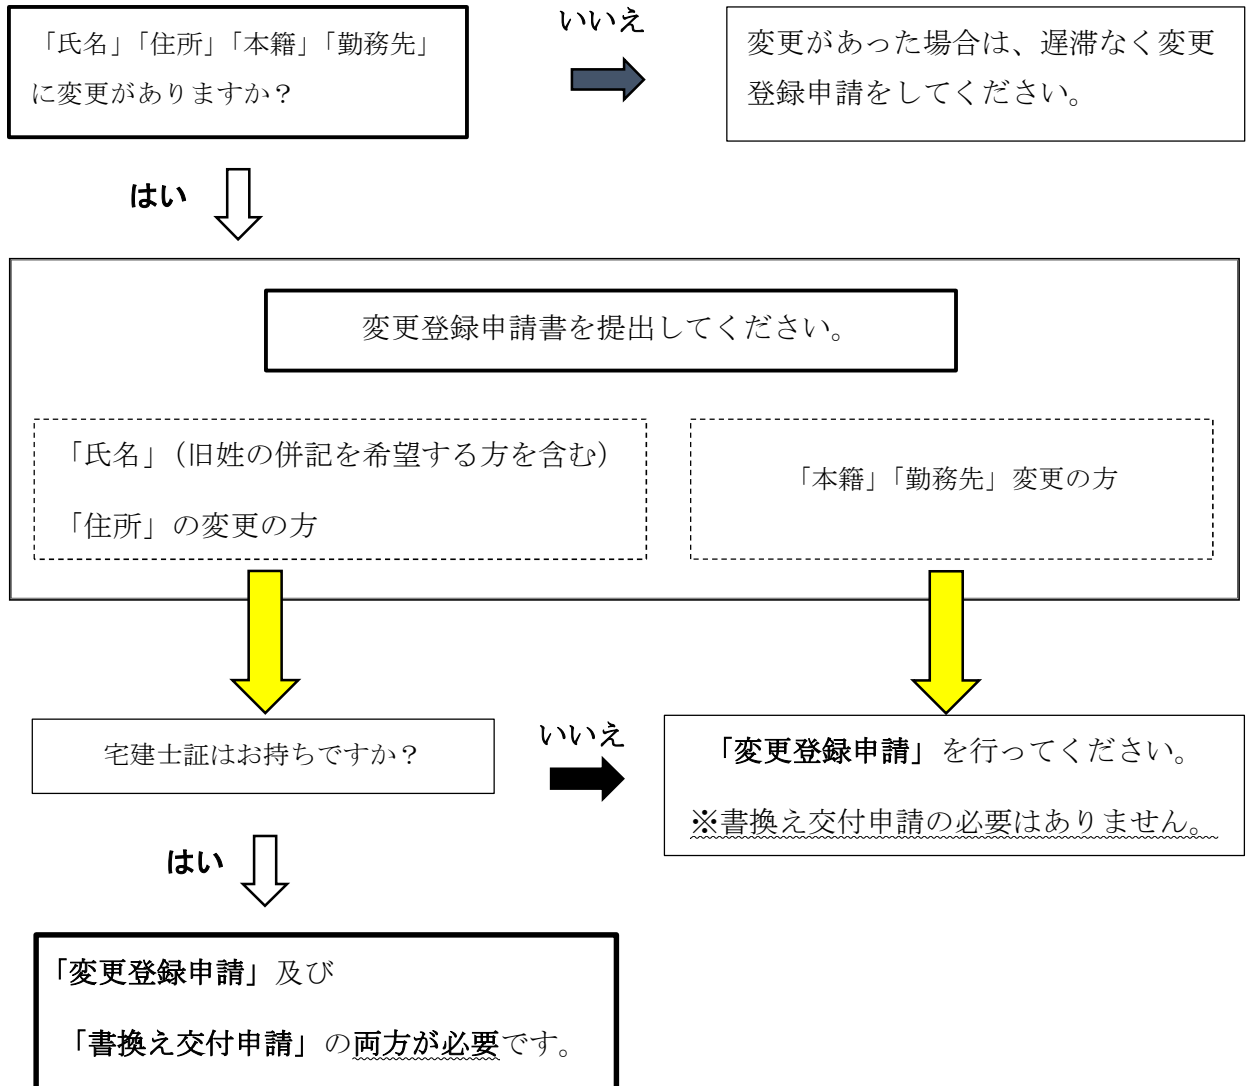 「氏名」「住所」「本籍」「勤務先」
に変更がありますか？
いいえ
変更があった場合は、遅滞なく変更
登録申請をしてください。
はい
変更登録申請書を提出してください。
「氏名」（旧姓の併記を希望する方を含む）
「住所」の変更の方
「本籍」「勤務先」変更の方
宅建士証はお持ちですか？
いいえ
「変更登録申請」を行ってください。
※書換え交付申請の必要はありません。
はい
「変更登録申請」及び
「書換え交付申請」の両方が必要です。